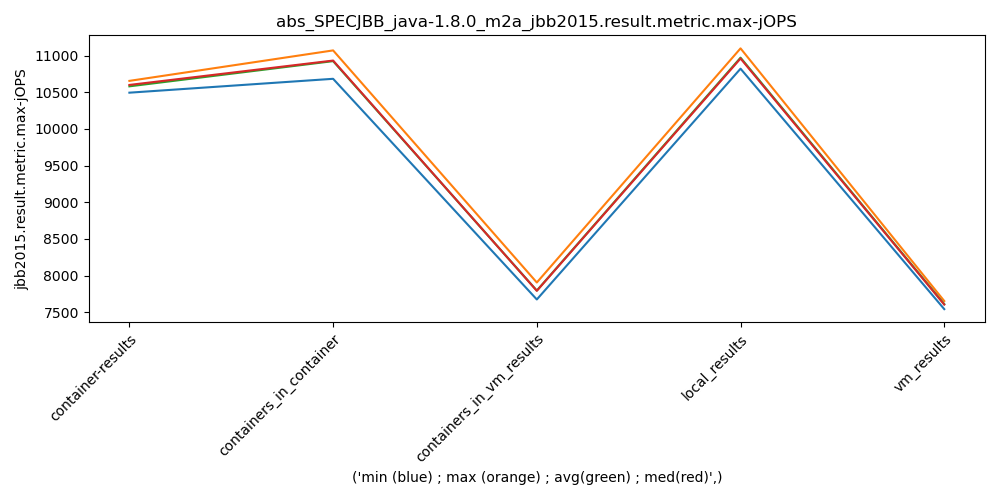 abs_SPECJBB_java-1.8.0_m2a_jbb2015.result.metric.max-jOPS
jbb2015.result.metric.max-jOPS
11000
10500
10000
9500
9000
8500
8000
7500
container-results
containers_in_container
containers_in_vm_results
local_results
vm_results
('min (blue) ; max (orange) ; avg(green) ; med(red)',)